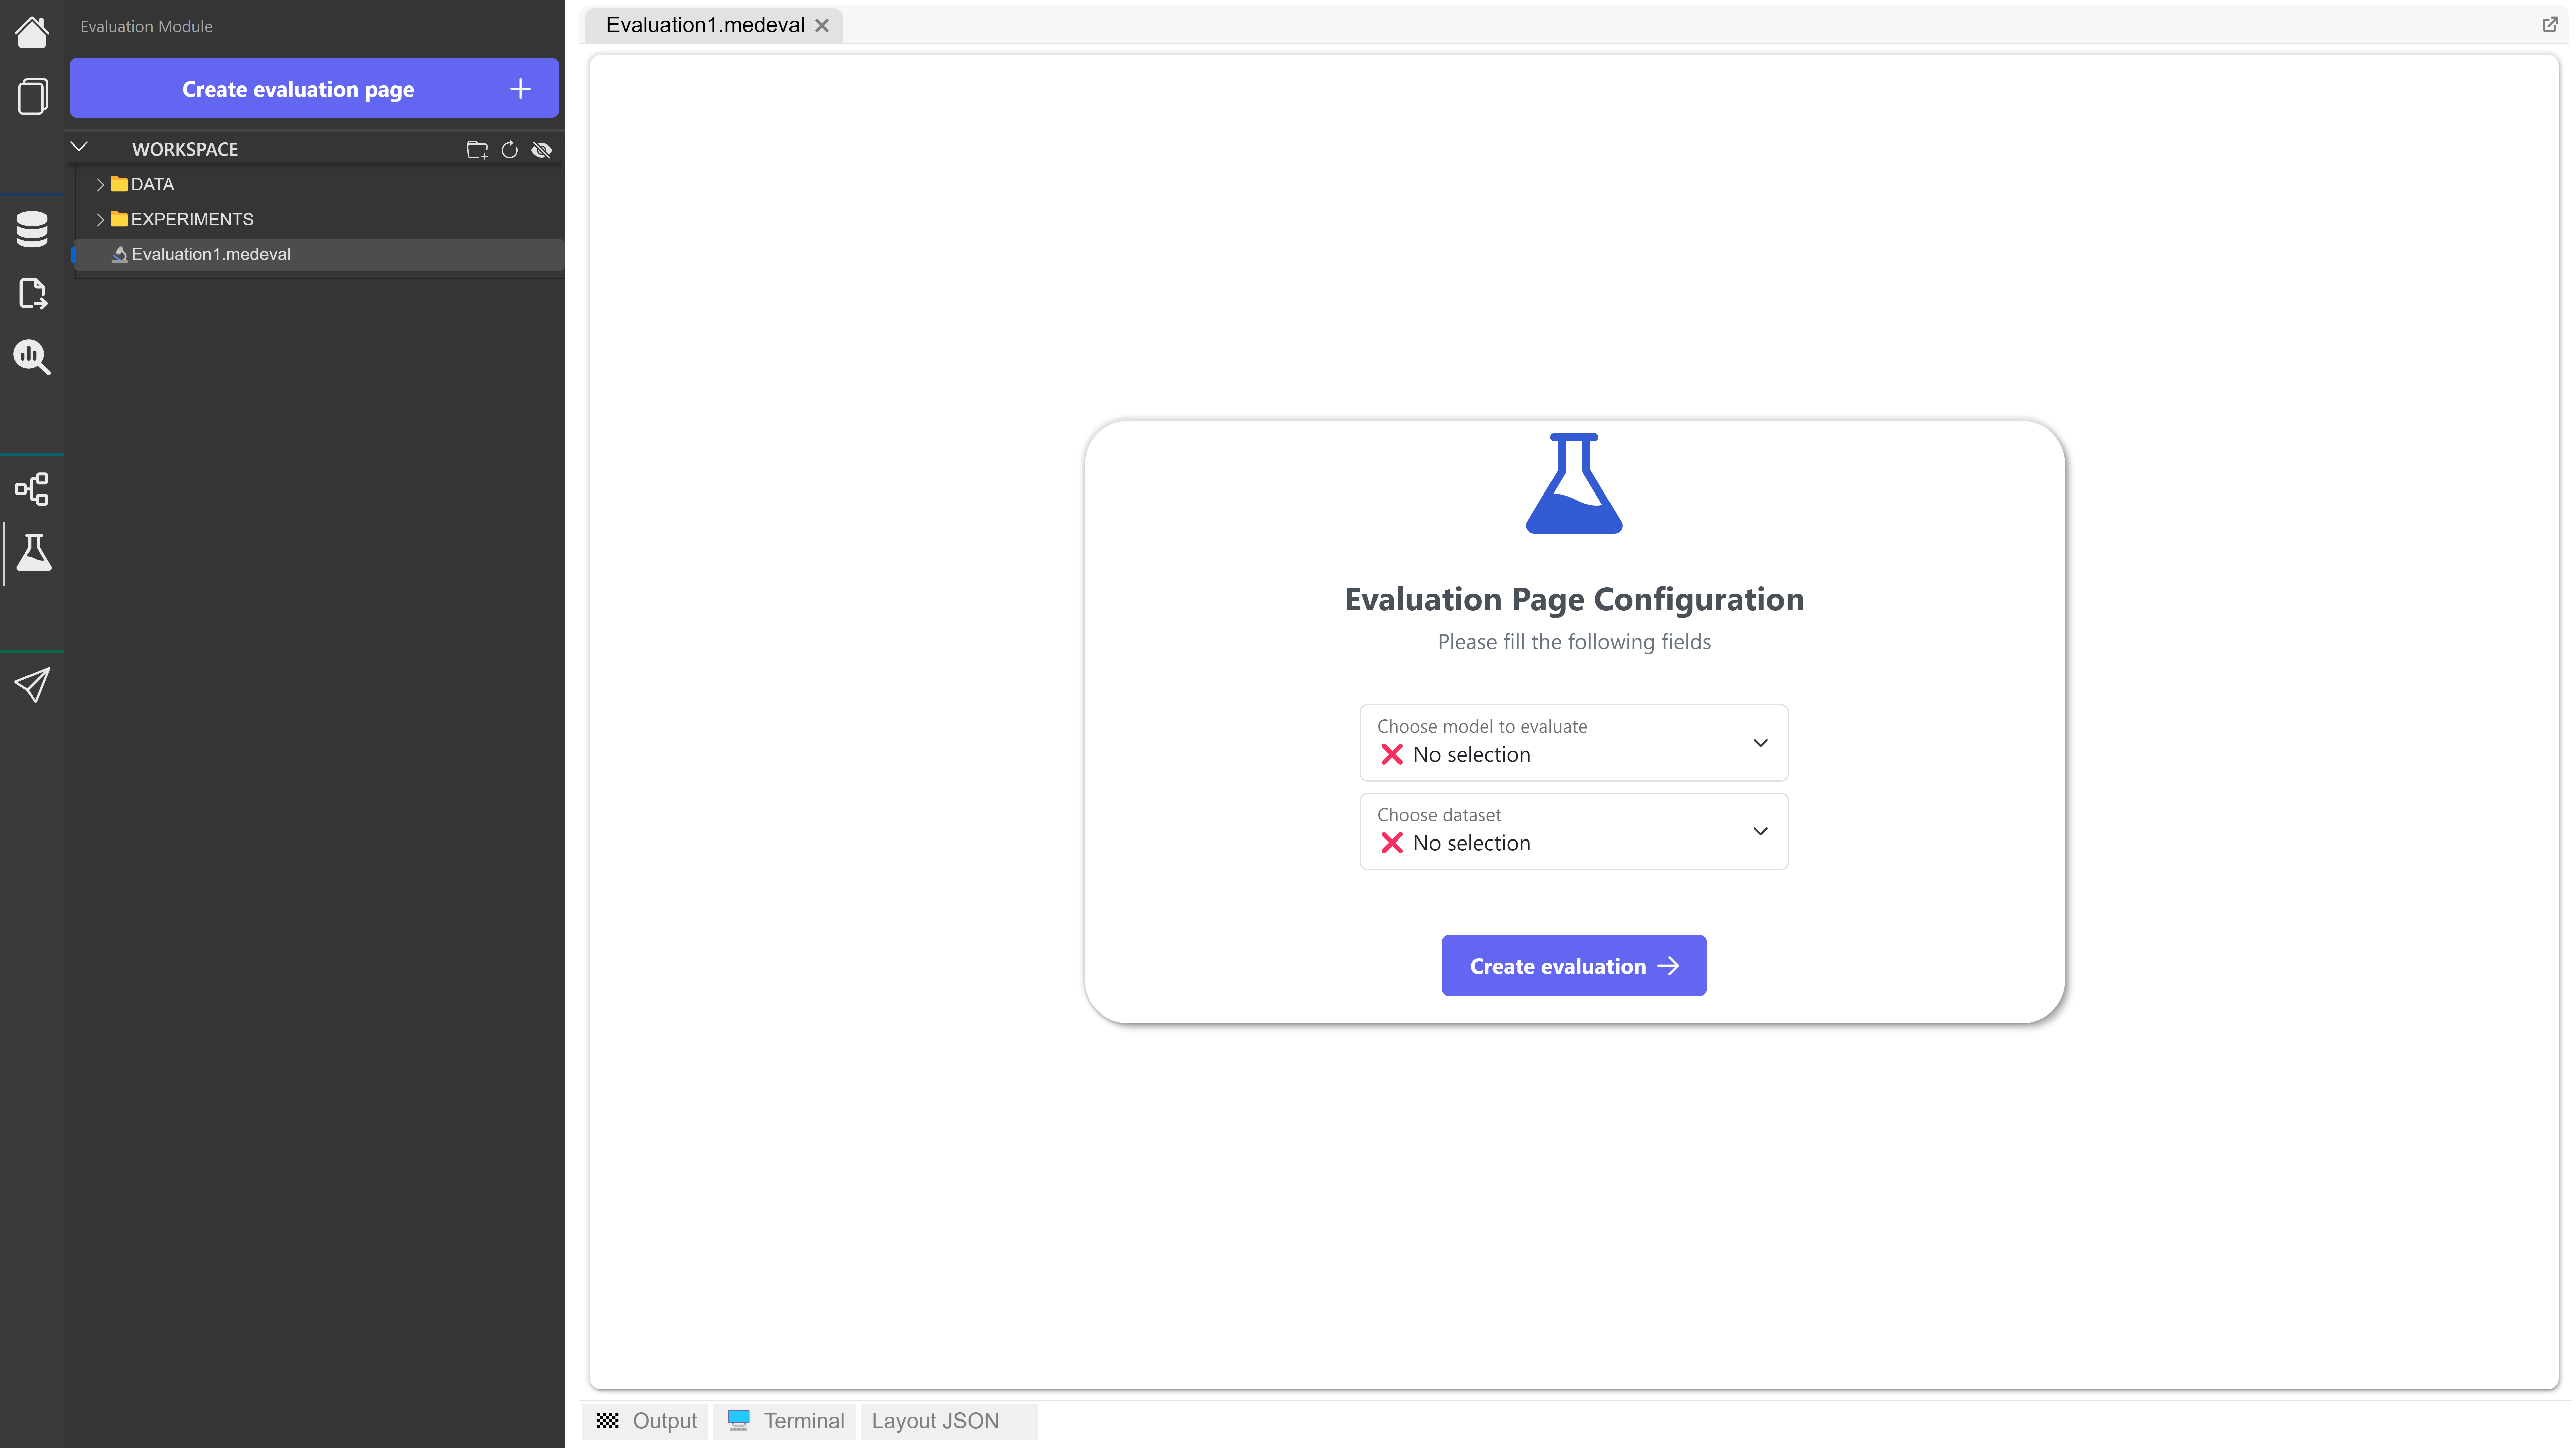 Evaluation Module
Create evaluation page
WORKSPACE
DATA
EXPERIMENTS
Evaluation1.medeval
Evaluation1.medeval
Evaluation Page Configuration
Please fill the following fields
Choose model to evaluate
No selection
Choose dataset
No selection
Create evaluation
Output
Terminal
Layout JSON